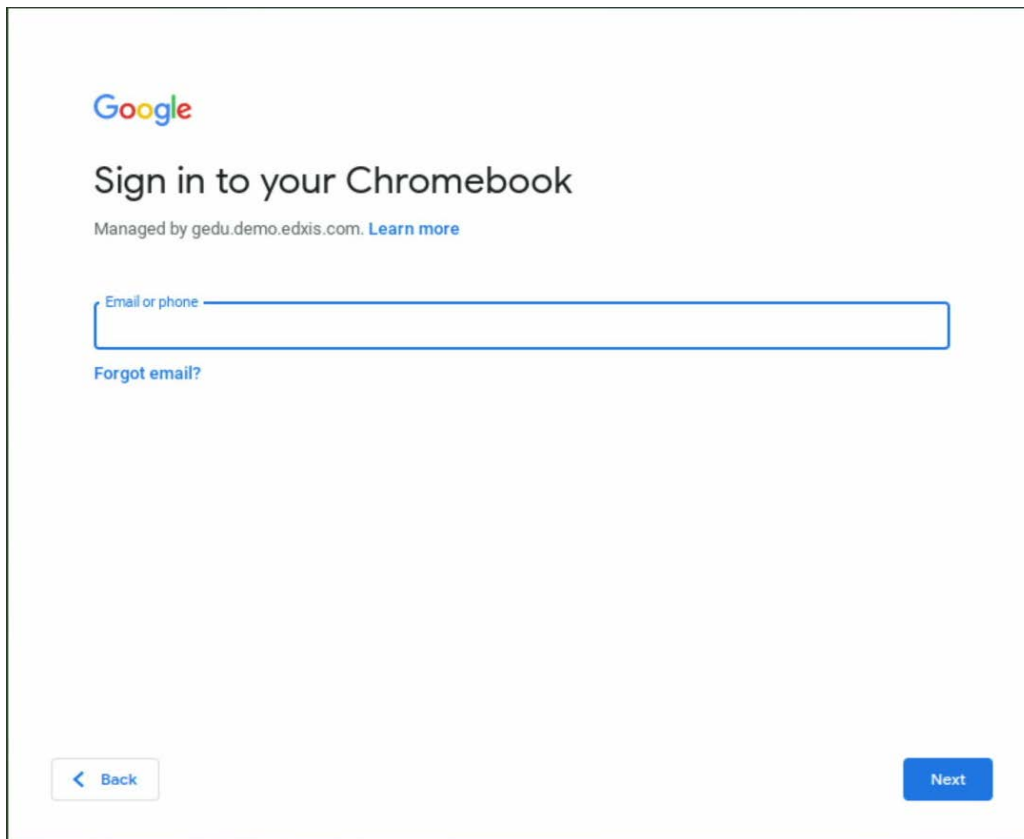 Google
Sign in to your Chromebook
Managed by gedu.demo.edxis.com. Learn more
Email or phone
Forgot email?
Back
Next